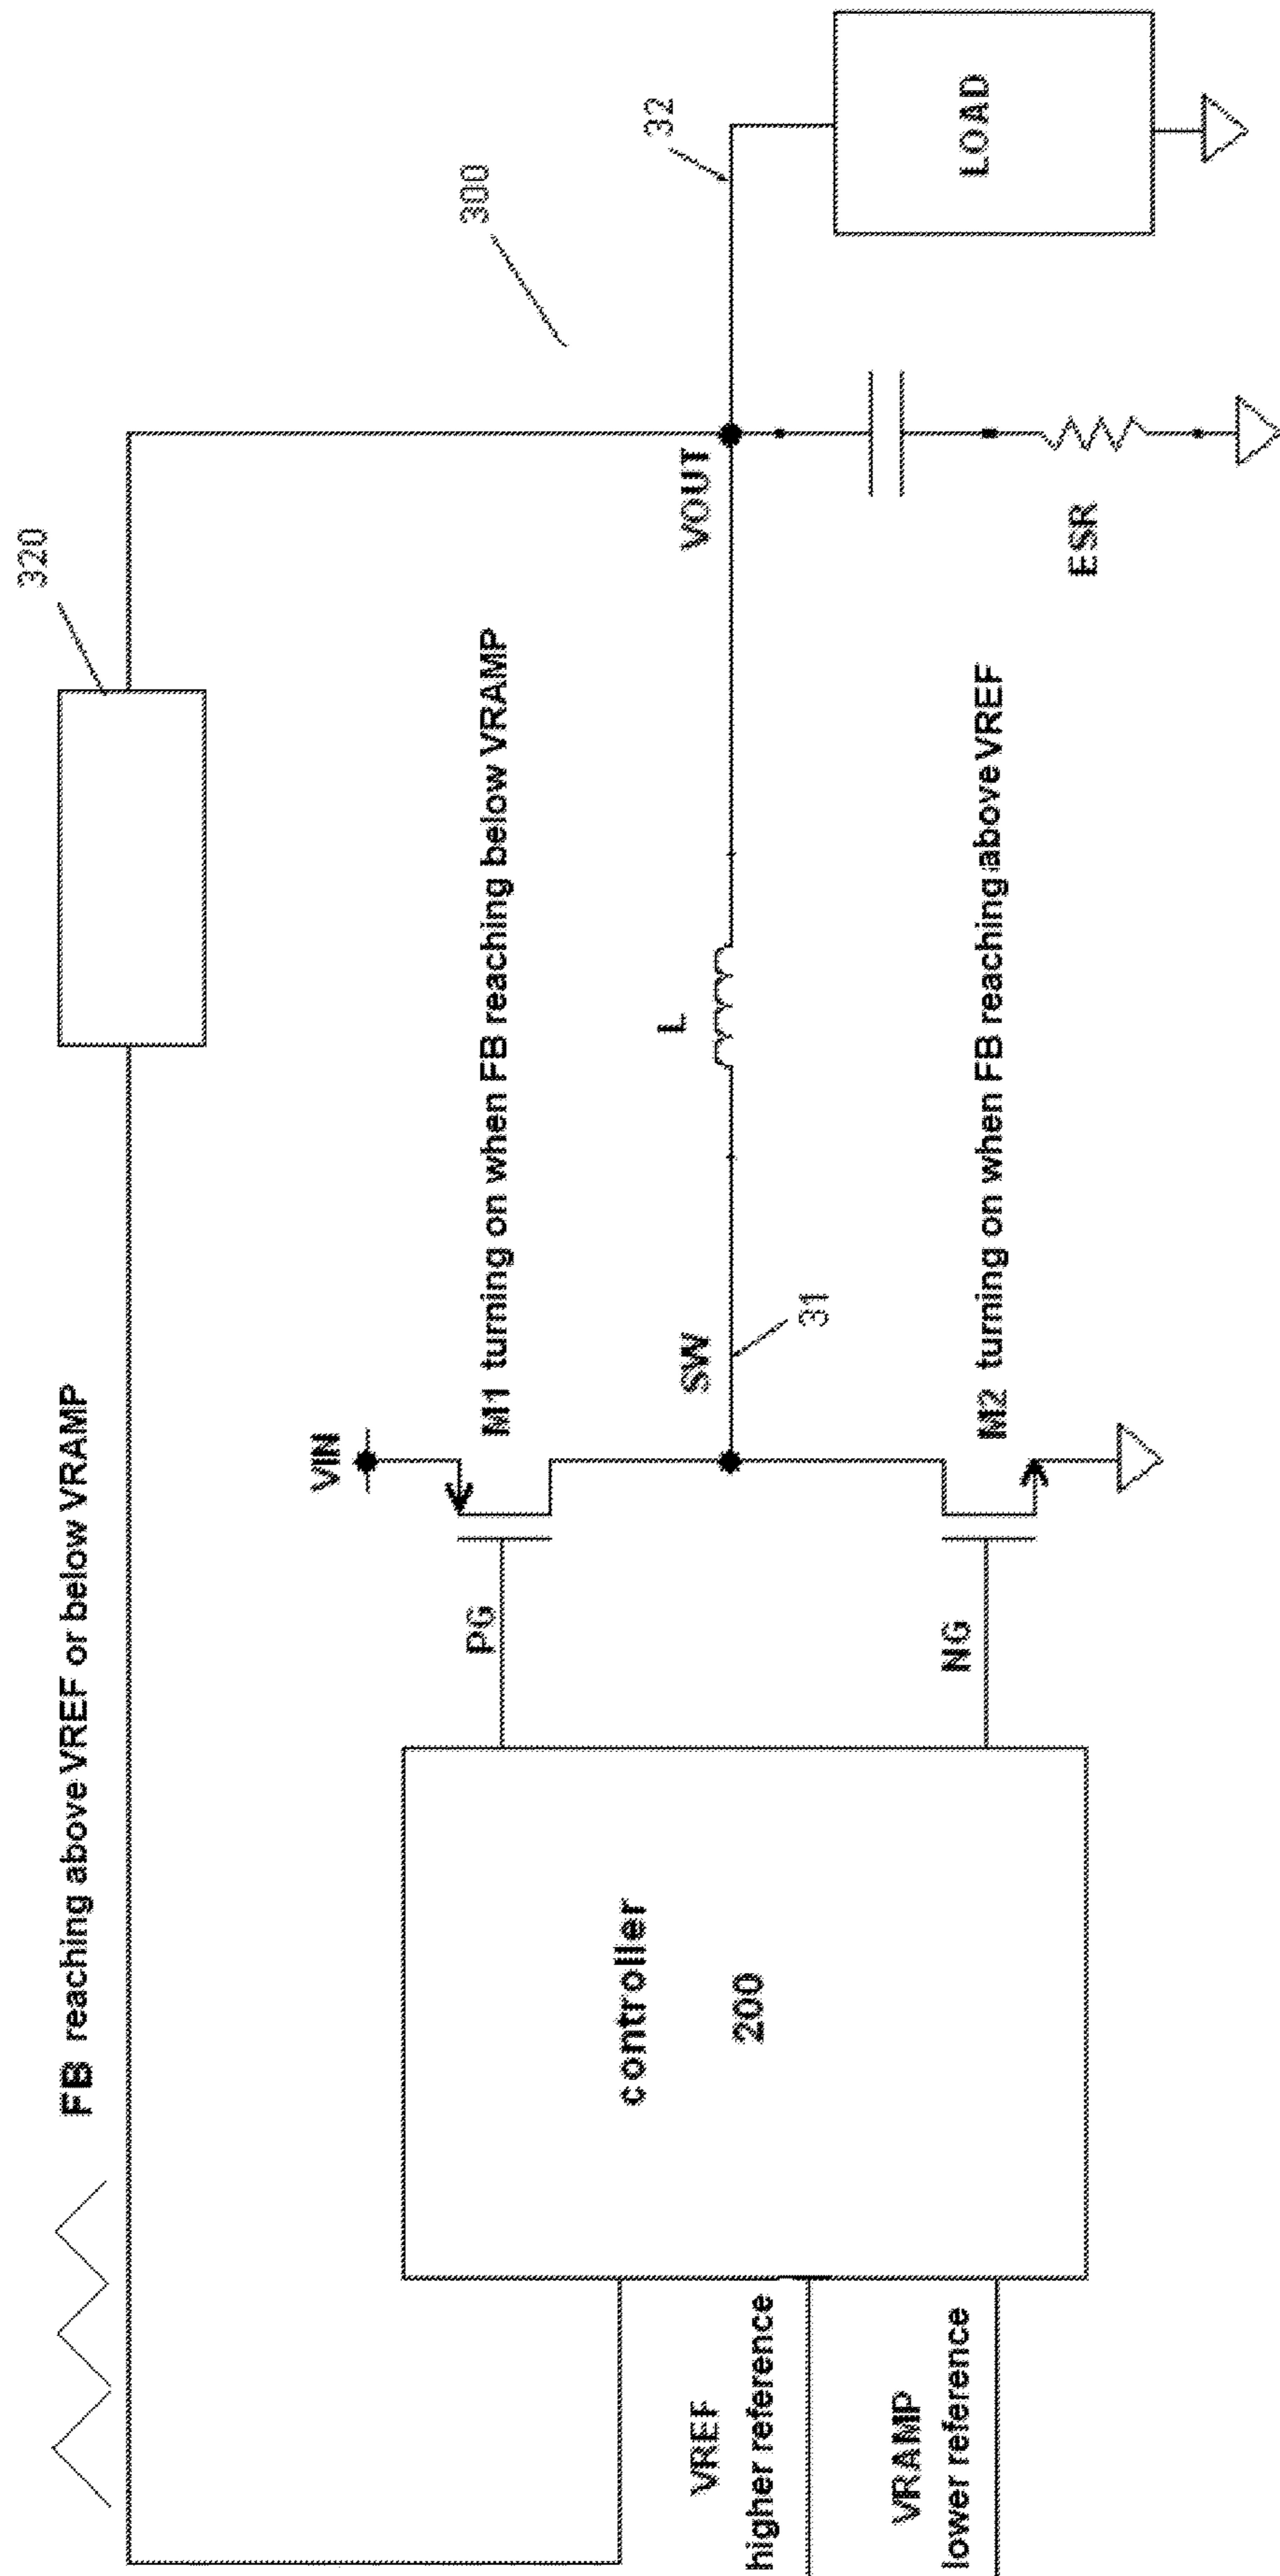 FB reaching above VREF or below VRAMP
320
300
32
VIN
M1 turning on when FB reaching below VRAMP
PG
controller
200
SW
31
L
VOUT
LOAD
VREF
higher reference
VRAMP
lower reference
NG
M2 turning on when FB reaching above VREF
ESR